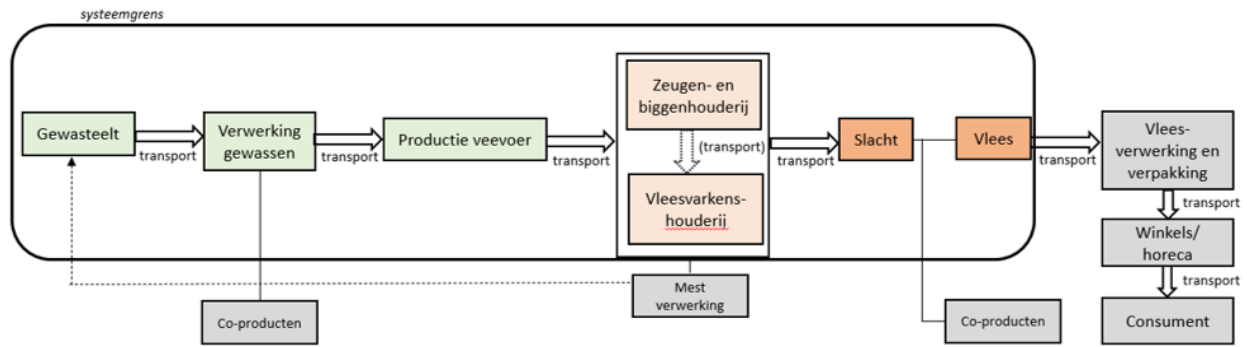 systeemgrens
Gewasteelt
transport
Verwerking
gewassen
transport
Productie veevoer
transport
Zeugen- en
biggenhouderij
(transport)
Vleesvarkens-
houderij
transport
Slacht
Vlees
transport
Vlees-
verwerking en
verpakking
transport
Winkels/
horeca
transport
Consument
Co-producten
Mest
verwerking
Co-producten